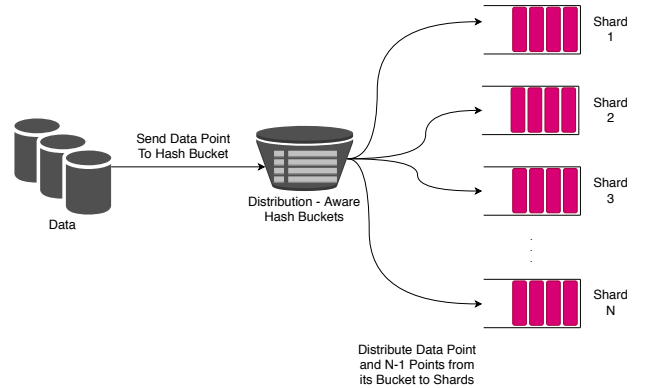 Data
Send Data Point
To Hash Bucket
Distribution - Aware
Hash Buckets
Shard
1
Shard
2
Shard
3
.
.
.
Shard
N
Distribute Data Point
and N-1 Points from
its Bucket to Shards